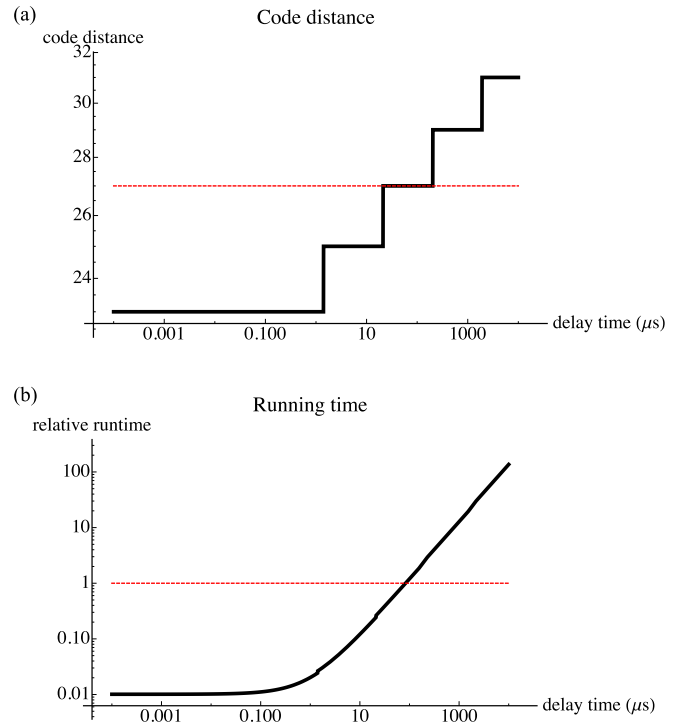 (a)
Code distance
code distance
32
30
28
26
24
0.001 0.100 10 1000 delay time (μs)
(b)
Running time
relative runtime
100
10
1
0.10
0.01
0.001 0.100 10 1000 delay time (μs)